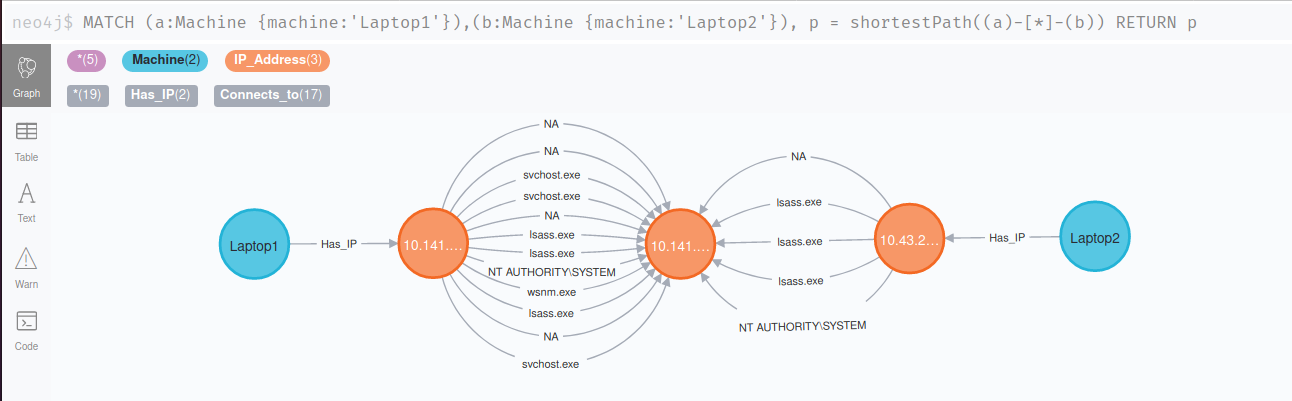 neo4j$ MATCH (a:Machine {machine:'Laptop1'}),(b:Machine {machine:'Laptop2'}), p = shortestPath((a)-[*]-(b)) RETURN p
*(5) Machine(2) IP_Address(3)
*(19) Has_IP(2) Connects_to(17)
Graph
Table
Text
Warn
Code
Laptop1
Has_IP
10.141....
NA
NA
svchost.exe
svchost.exe
NA
lsass.exe
lsass.exe
NT AUTHORITY\SYSTEM
wsnm.exe
lsass.exe
NA
svchost.exe
10.141....
NA
lsass.exe
lsass.exe
lsass.exe
NT AUTHORITY\SYSTEM
10.43.2...
Has_IP
Laptop2